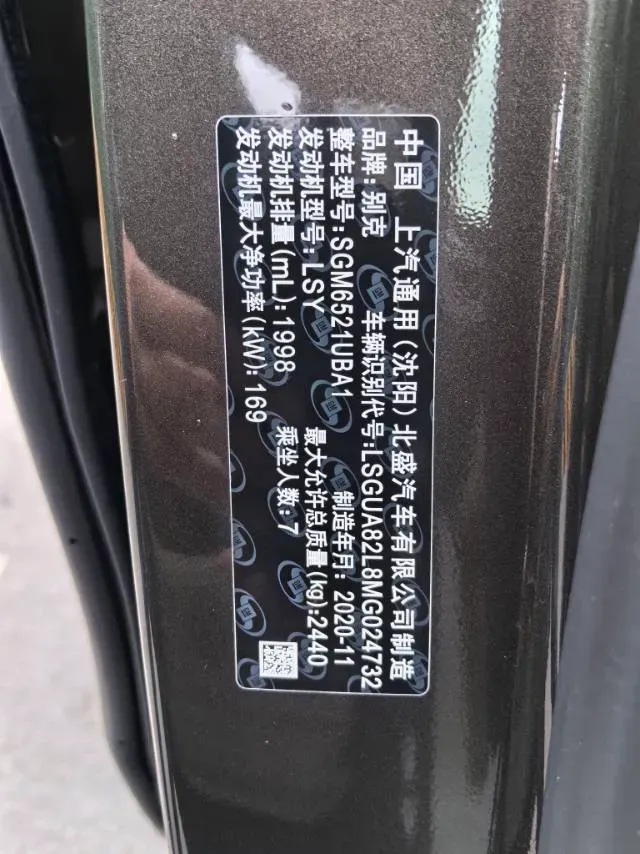 中国 上汽通用(沈阳)北盛汽车有限公司制造
品牌:别克 车辆识别代号:LSGUA82L8MG024732
整车型号:SGM6521UBA1 制造年月:2020-11
发动机型号:LSY 最大允许总质量(kg):2440
发动机排量(mL):1998 乘坐人数:7
发动机最大净功率(kW):169